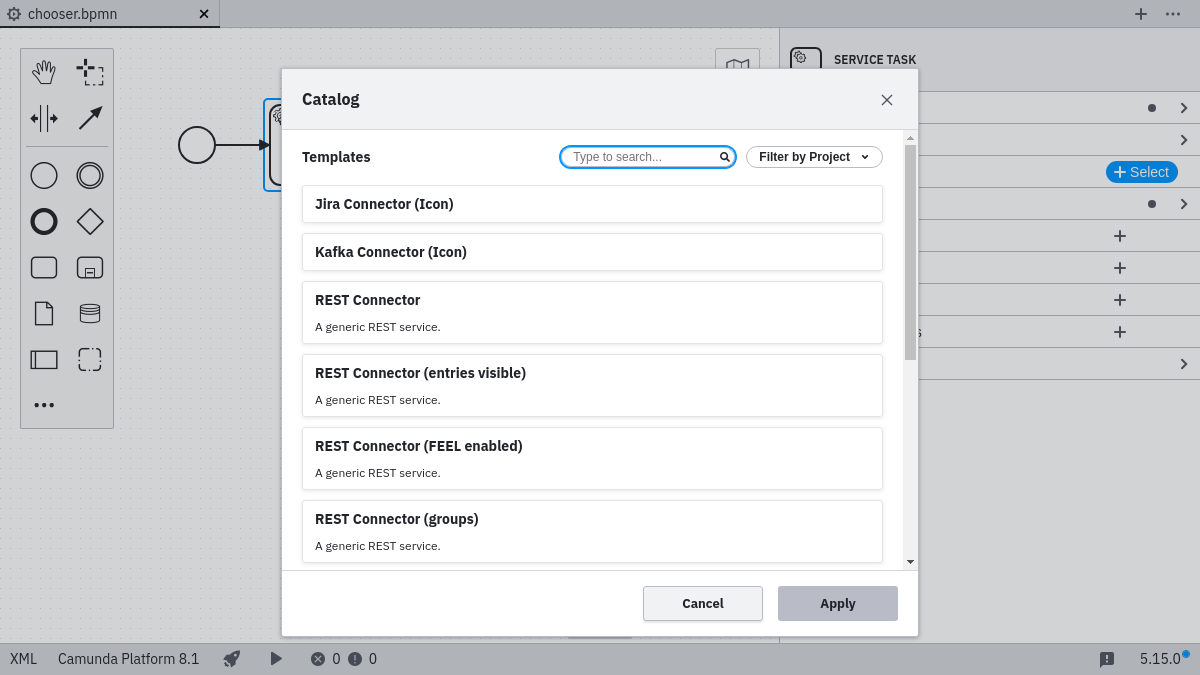 chooser.bpmn
SERVICE TASK
Catalog
Templates
Type to search...
Filter by Project
Select
Jira Connector (Icon)
Kafka Connector (Icon)
REST Connector
A generic REST service.
REST Connector (entries visible)
A generic REST service.
REST Connector (FEEL enabled)
A generic REST service.
REST Connector (groups)
A generic REST service.
Cancel
Apply
XML
Camunda Platform 8.1
0
0
5.15.0